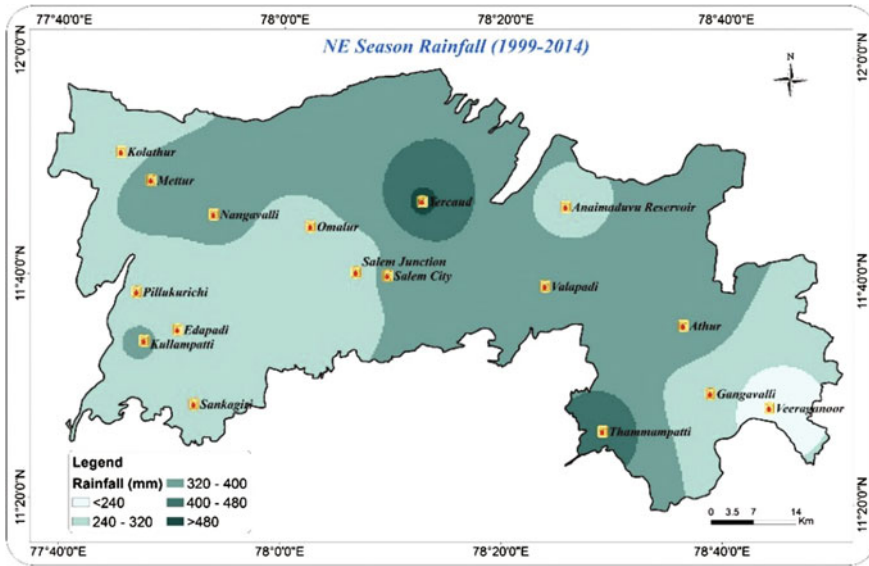 77°40'0"E 78°0'0"E 78°20'0"E 78°40'0"E
NE Season Rainfall (1999-2014)
N
12°0'0"N 12°0'0"N
Kolathur
Mettur
Nangavalli
Omalur
Yercaud
Anaimaduvu Reservoir
Salem Junction
Salem City
11°40'0"N 11°40'0"N
Pillukurichi
Valapadi
Edapadi
Kullampatti
Athur
Sankagiri
Gangavalli
Veeraganoor
Thammampatti
Legend
Rainfall (mm)
<240
240 - 320
320 - 400
400 - 480
>480
11°20'0"N 11°20'0"N
0 3.5 7 14
Km
77°40'0"E 78°0'0"E 78°20'0"E 78°40'0"E